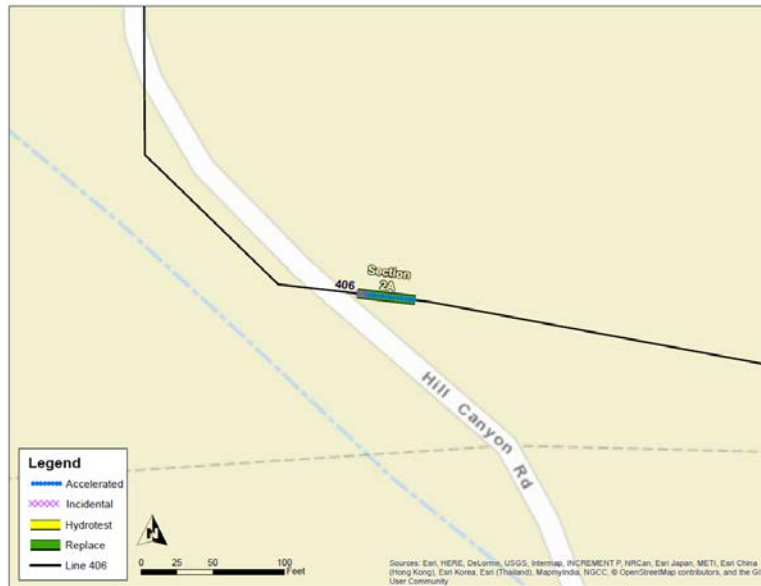 Section
2A
406
Hill Canyon Rd
Legend
Accelerated
Incidental
Hydrotest
Replace
Line 406
N
0 25 50 100
Feet
Sources: Esri, HERE, DeLorme, USGS, Intermap, INCREMENT P, NRCan, Esri Japan, METI, Esri China
(Hong Kong), Esri Korea, Esri (Thailand), MapmyIndia, NGCC, © OpenStreetMap contributors, and the GI
User Community